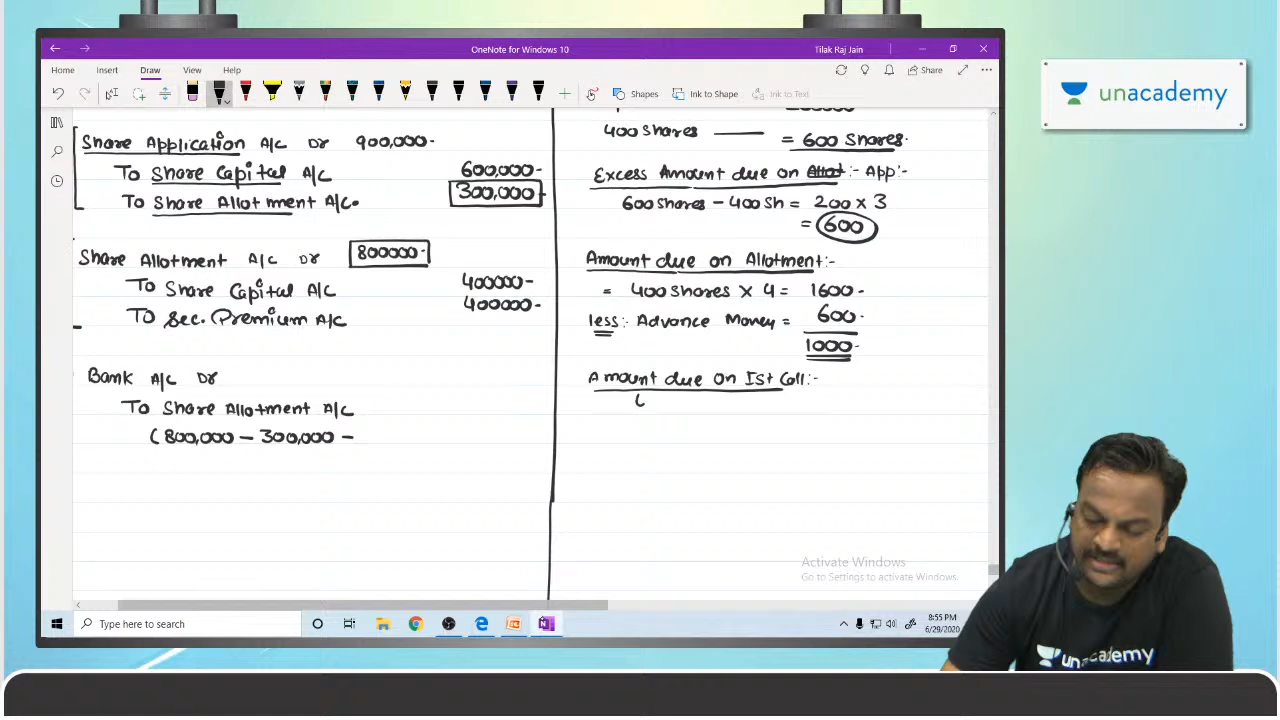 OneNote for Windows 10
Tilak Raj Jain
Home Insert Draw View Help
Share
Shapes
Ink to Shape
Ink to Text
unacademy
Share Application A/C Dr 900,000-
To Share Capital A/C 600,000-
To Share Allotment A/C. 300,000-
Share Allotment A/C Dr 800000-
To Share Capital A/C 400000-
To Sec. Premium A/C 400000-
Bank A/C Dr
To Share Allotment A/C
(800,000 - 300,000 -
400 Shares = 600 Shares.
Excess Amount due on Allot :- App:-
600 Shares - 400 Sh = 200 x 3
= 600
Amount due on Allotment:-
= 400 Shares x 4 = 1600-
less: Advance Money = 600-
1000-
Amount due on Ist Call:-
(
Activate Windows
Go to Settings to activate Windows.
Type here to search
8:55 PM
6/29/2020
unacademy